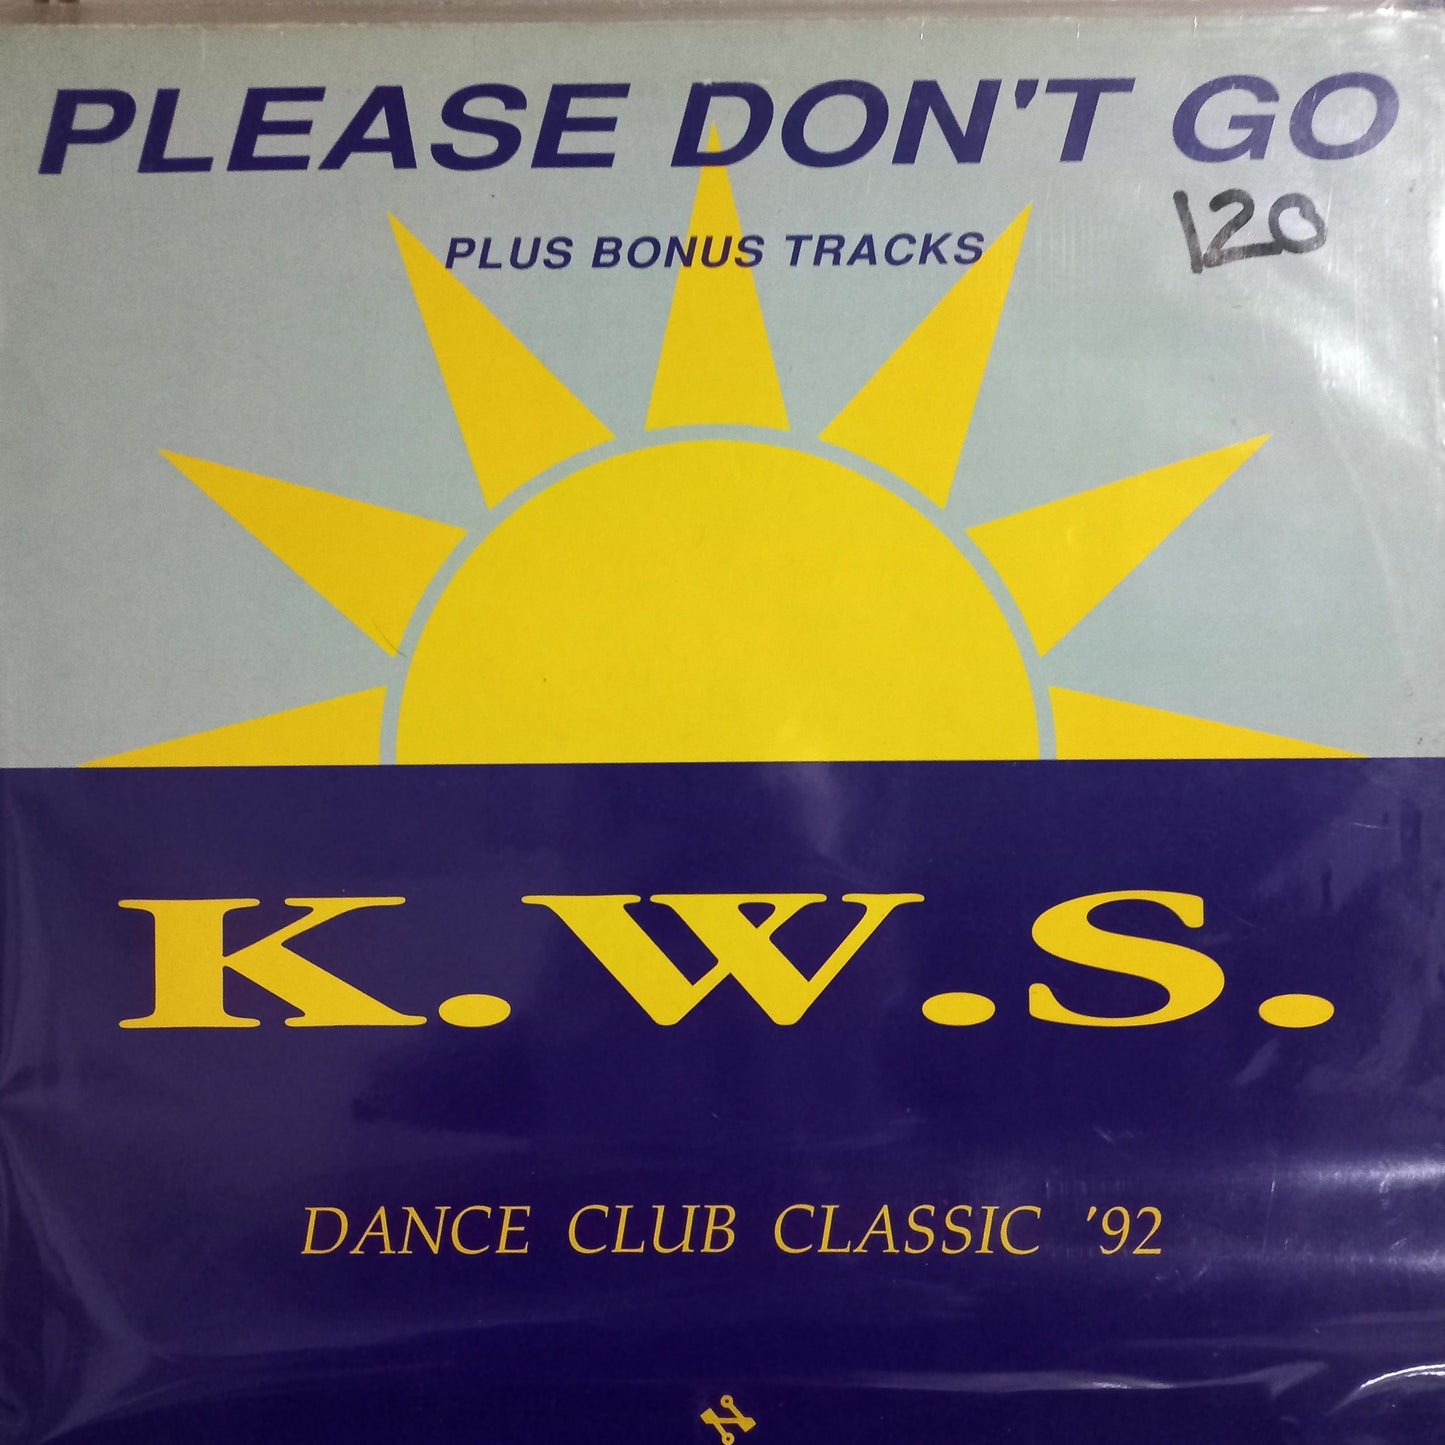 PLEASE DON'T GO
120
PLUS BONUS TRACKS
K.W.S.
DANCE CLUB CLASSIC '92